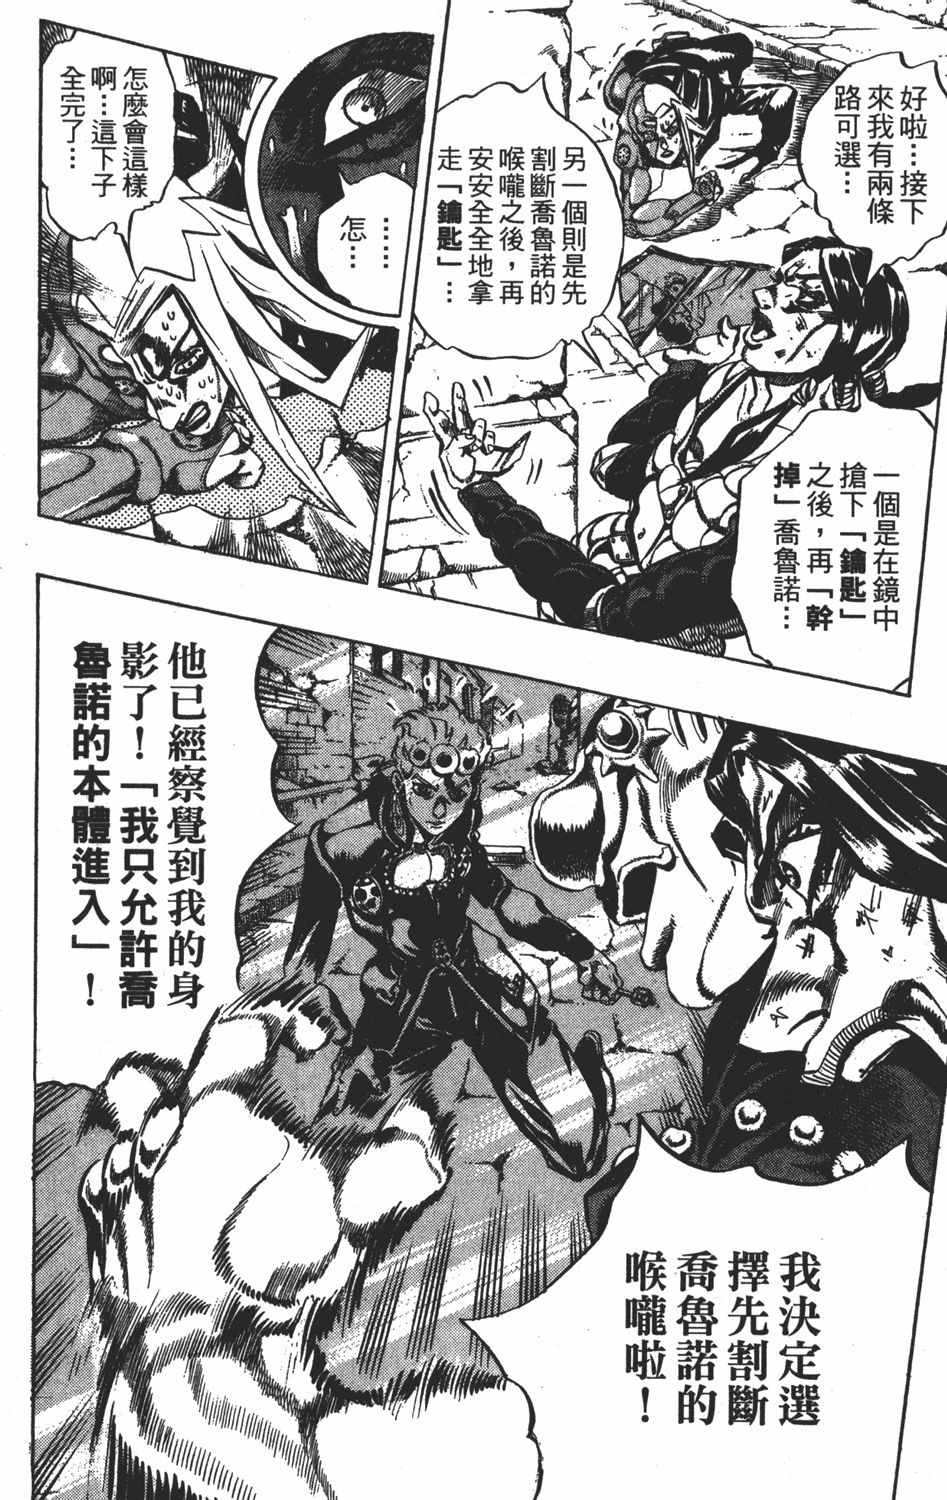 好啦…接下
來我有兩條
路可選…
一個是在鏡中
搶下「鑰匙」
之後，再「幹
掉」喬魯諾…
另一個則是先
割斷喬魯諾的
喉嚨之後，再
安安全全地拿
走「鑰匙」…
……
怎…
怎麼會這樣
啊…這下子
全完了…
我決定選
擇先割斷
喬魯諾的
喉嚨啦！
他已經察覺到我的身
影了！「我只允許喬
魯諾的本體進入」！